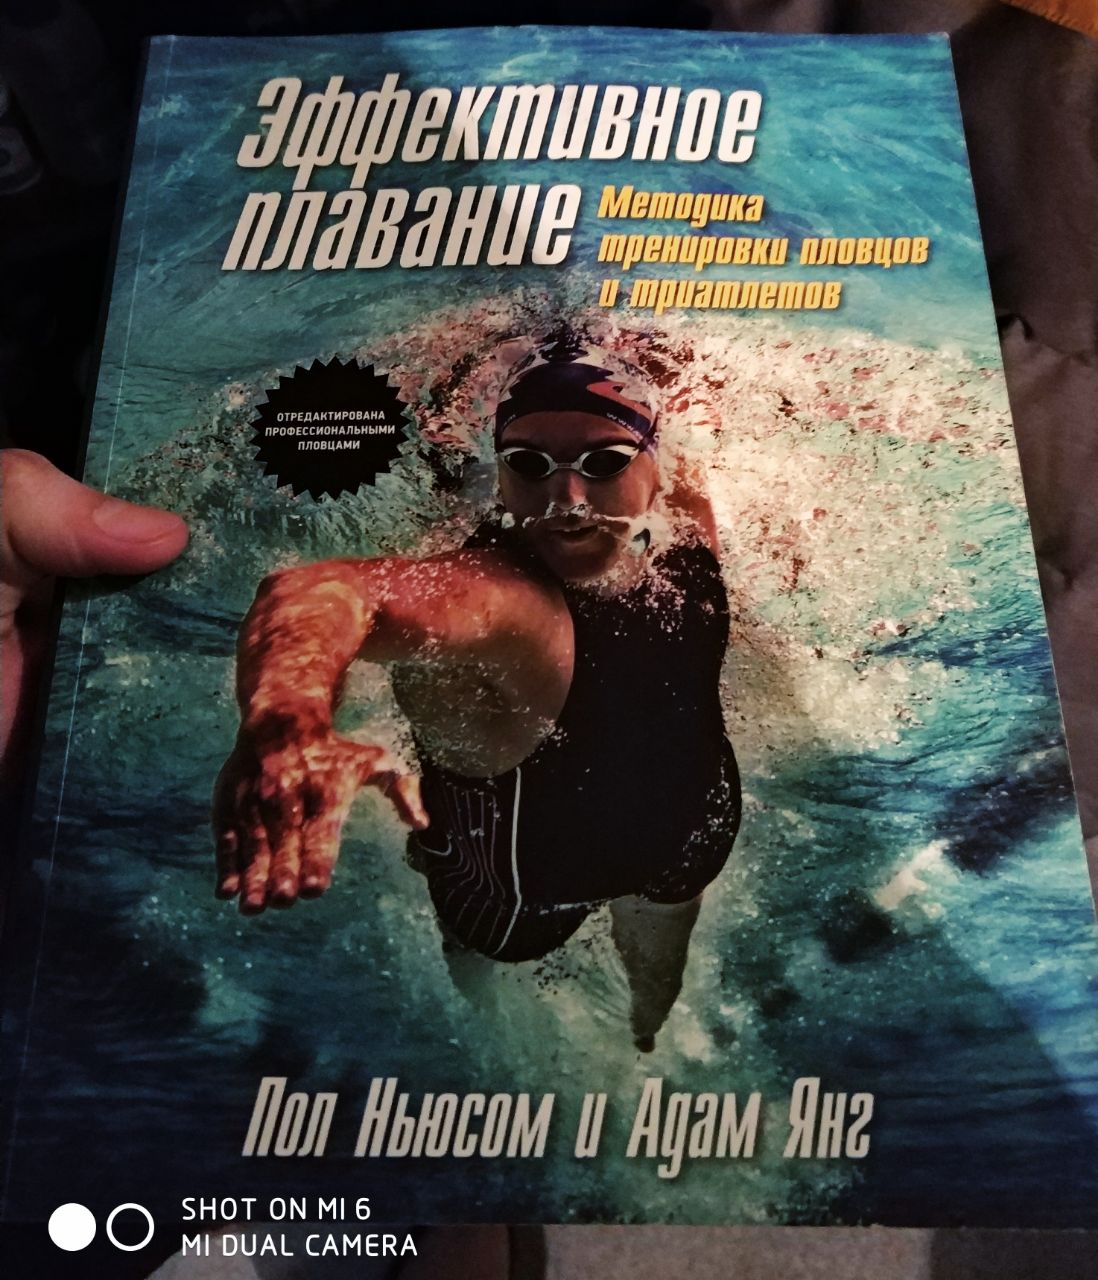 Эффективное
плавание
Методика
тренировки пловцов
и триатлетов
ОТРЕДАКТИРОВАНА
ПРОФЕССИОНАЛЬНЫМИ
ПЛОВЦАМИ
Пол Ньюсом и Адам Янг
SHOT ON MI 6
MI DUAL CAMERA